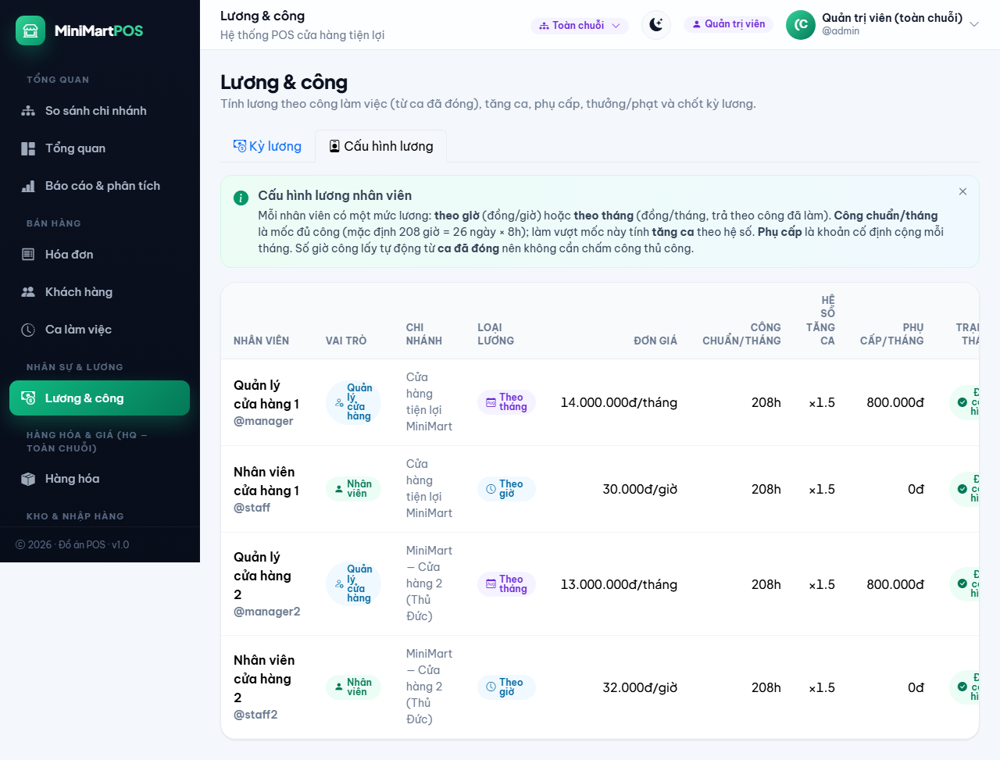 MiniMartPOS
TỔNG QUAN
So sánh chi nhánh
Tổng quan
Báo cáo & phân tích
BÁN HÀNG
Hóa đơn
Khách hàng
Ca làm việc
NHÂN SỰ & LƯƠNG
Lương & công
HÀNG HÓA & GIÁ (HQ —
TOÀN CHUỖI)
Hàng hóa
KHO & NHẬP HÀNG
© 2026 · Đồ án POS · v1.0
Lương & công
Hệ thống POS cửa hàng tiện lợi
Toàn chuỗi
Quản trị viên
(C
Quản trị viên (toàn chuỗi)
@admin
Lương & công
Tính lương theo công làm việc (từ ca đã đóng), tăng ca, phụ cấp, thưởng/phạt và chốt kỳ lương.
Kỳ lương
Cấu hình lương
Cấu hình lương nhân viên
Mỗi nhân viên có một mức lương: theo giờ (đồng/giờ) hoặc theo tháng (đồng/tháng, trả theo công đã làm). Công chuẩn/tháng
là mốc đủ công (mặc định 208 giờ = 26 ngày × 8h); làm vượt mốc này tính tăng ca theo hệ số. Phụ cấp là khoản cố định cộng mỗi
tháng. Số giờ công lấy tự động từ ca đã đóng nên không cần chấm công thủ công.
NHÂN VIÊN
VAI TRÒ
CHI
NHÁNH
LOẠI
LƯƠNG
ĐƠN GIÁ
CÔNG
CHUẨN/THÁNG
HỆ
SỐ
TĂNG
CA
PHỤ
CẤP/THÁNG
Quản lý
cửa hàng 1
@manager
Quản
lý
cửa
hàng
Cửa
hàng
tiện lợi
MiniMart
Theo
tháng
14.000.000đ/tháng
208h
×1.5
800.000đ
Nhân viên
cửa hàng 1
@staff
Nhân
viên
Cửa
hàng
tiện lợi
MiniMart
Theo
giờ
30.000đ/giờ
208h
×1.5
0đ
Quản lý
cửa hàng
2
@manager2
Quản
lý
cửa
hàng
MiniMart
— Cửa
hàng 2
(Thủ
Đức)
Theo
tháng
13.000.000đ/tháng
208h
×1.5
800.000đ
Nhân viên
cửa hàng
2
@staff2
Nhân
viên
MiniMart
— Cửa
hàng 2
(Thủ
Đức)
Theo
giờ
32.000đ/giờ
208h
×1.5
0đ